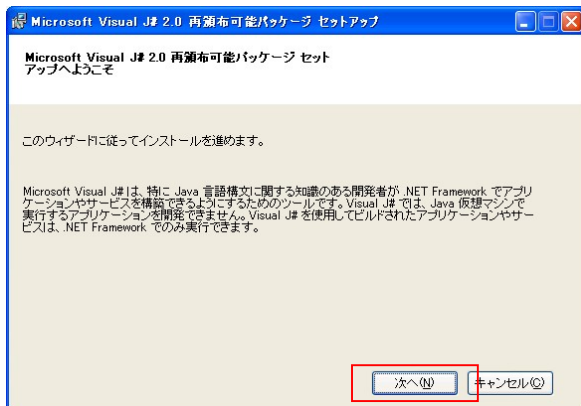 Microsoft Visual J# 2.0 再頒布可能パッケージ セットアップ
Microsoft Visual J# 2.0 再頒布可能パッケージ セット
アップへようこそ
このウィザードに従ってインストールを進めます。
Microsoft Visual J# は、特に Java 言語構文に関する知識のある開発者が .NET Framework でアプリ
ケーションやサービスを構築できるようにするためのツールです。Visual J# では、Java 仮想マシンで
実行するアプリケーションを開発できません。Visual J# を使用してビルドされたアプリケーションやサー
ビスは、.NET Framework でのみ実行できます。
次へ(N)
キャンセル(C)